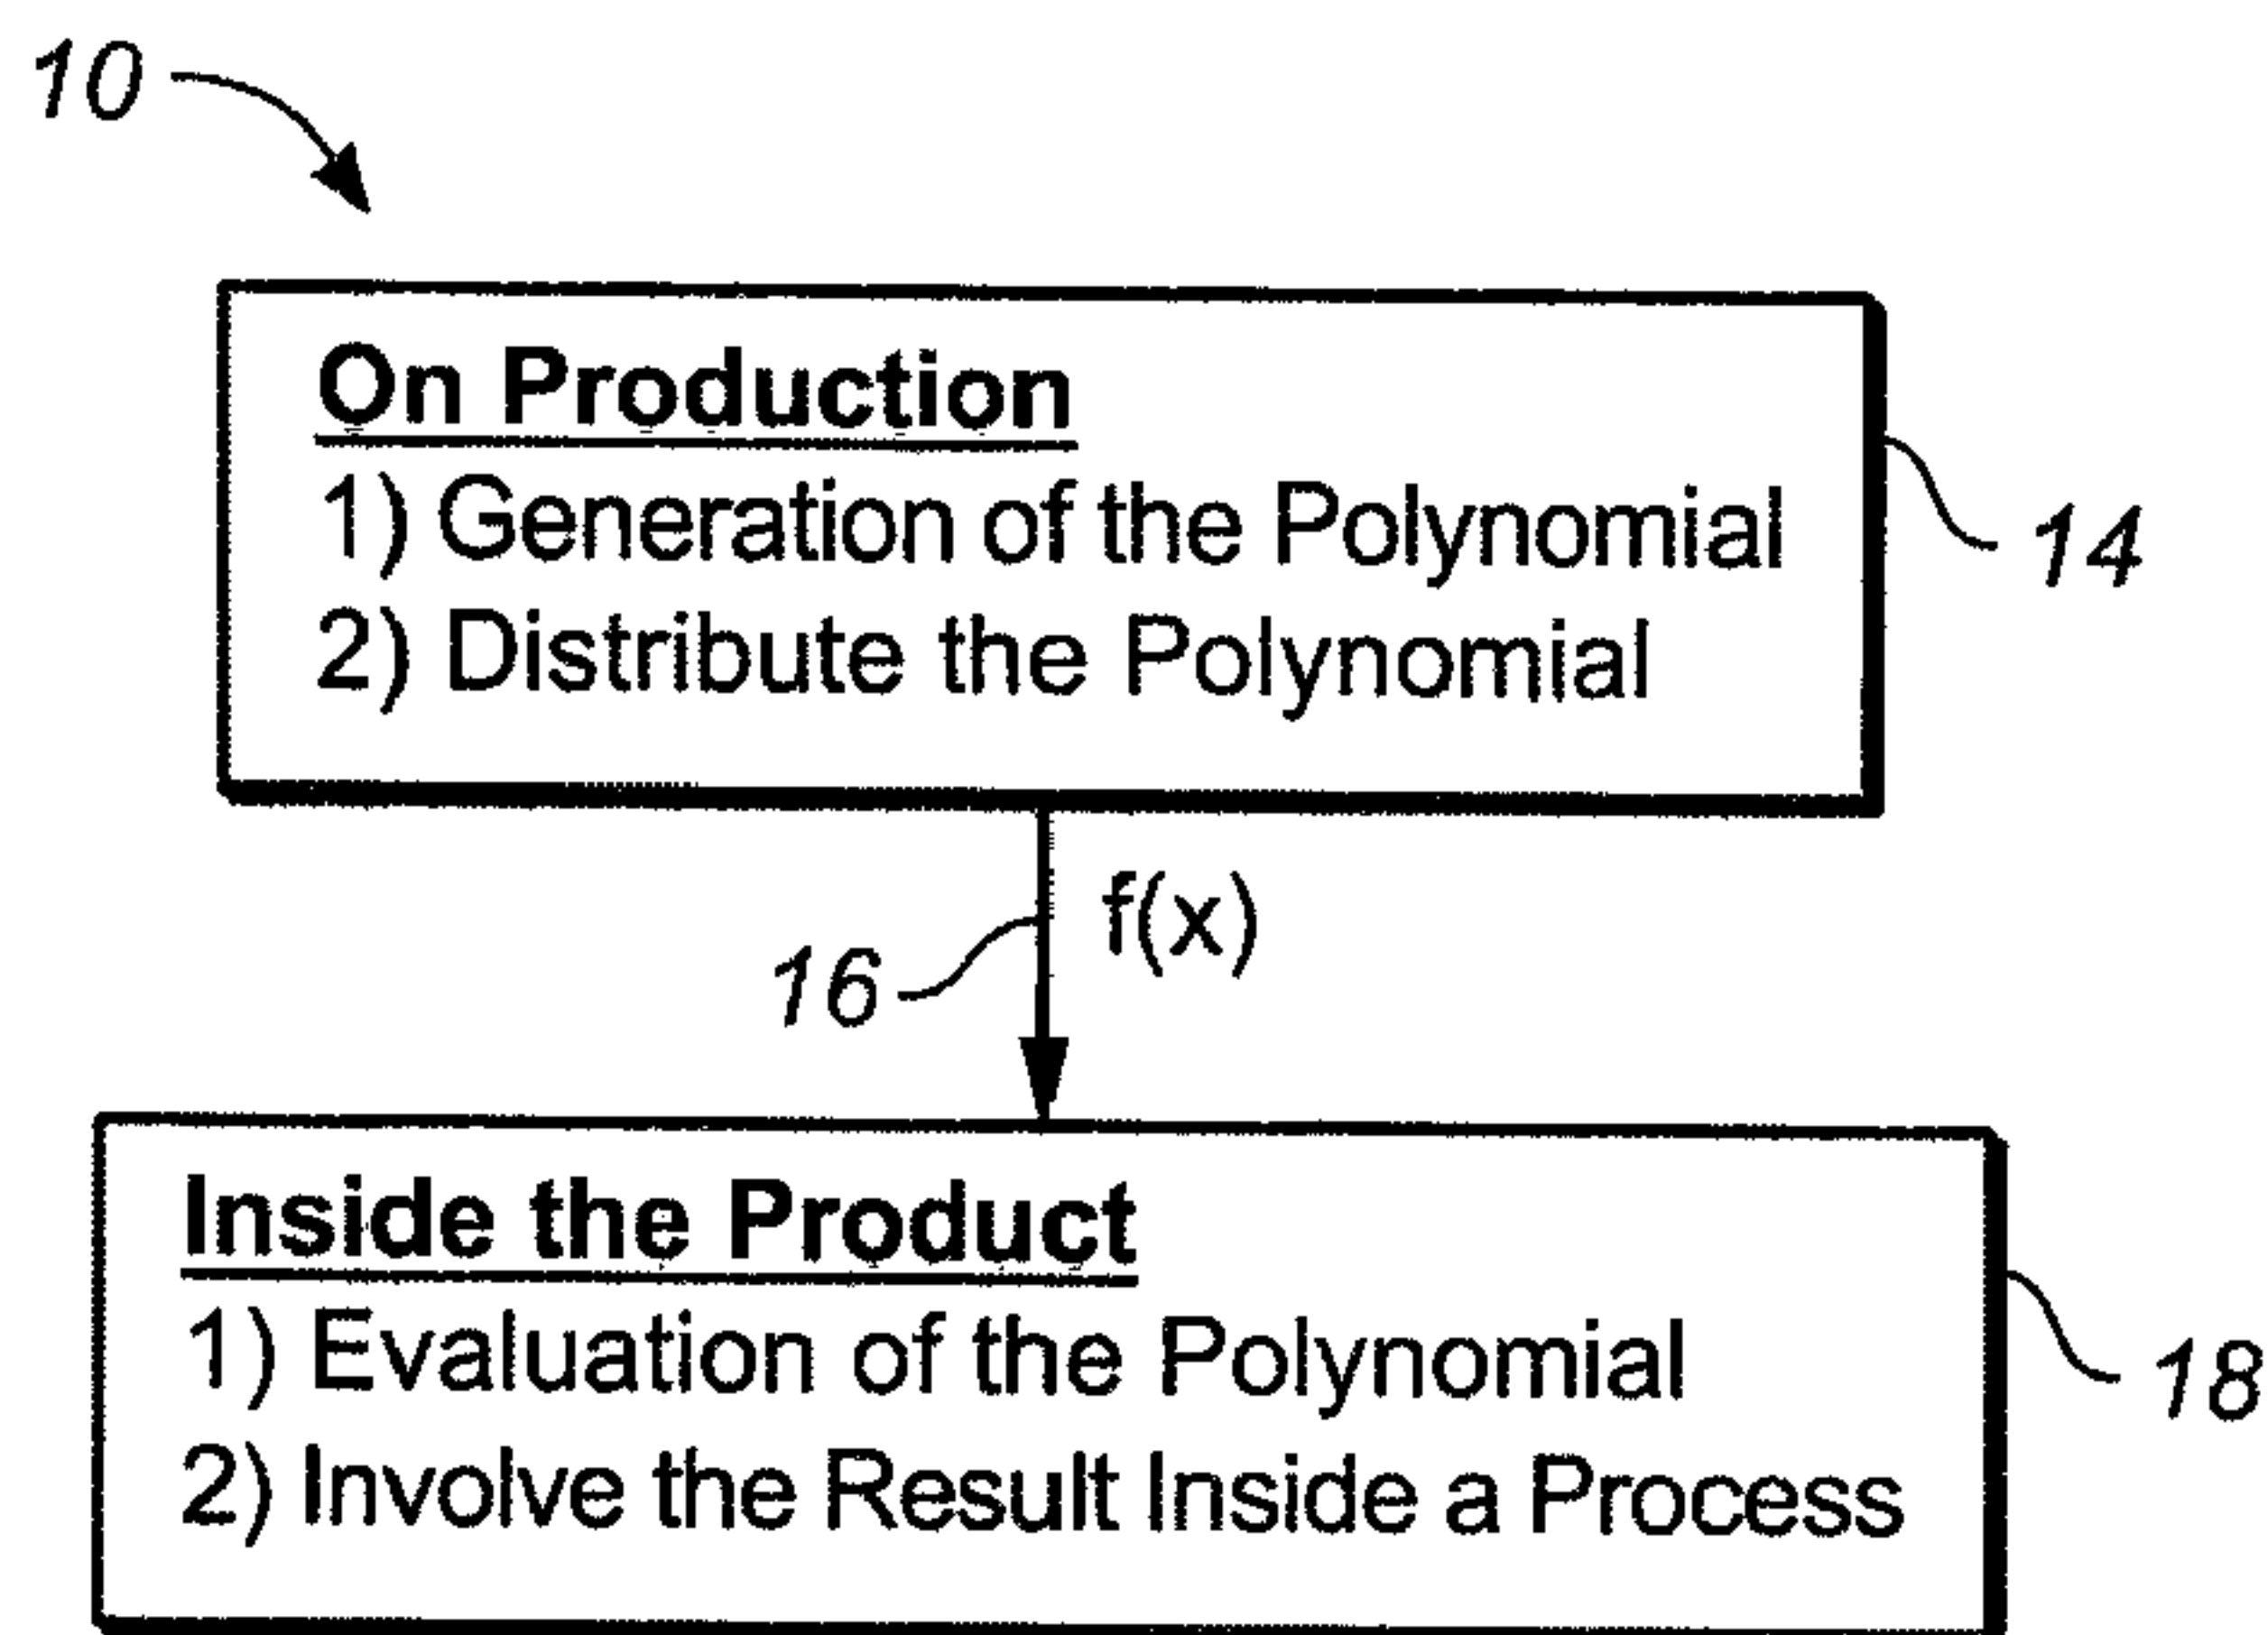 10
On Production
1) Generation of the Polynomial
2) Distribute the Polynomial
14
f(x)
16
Inside the Product
1) Evaluation of the Polynomial
2) Involve the Result Inside a Process
18